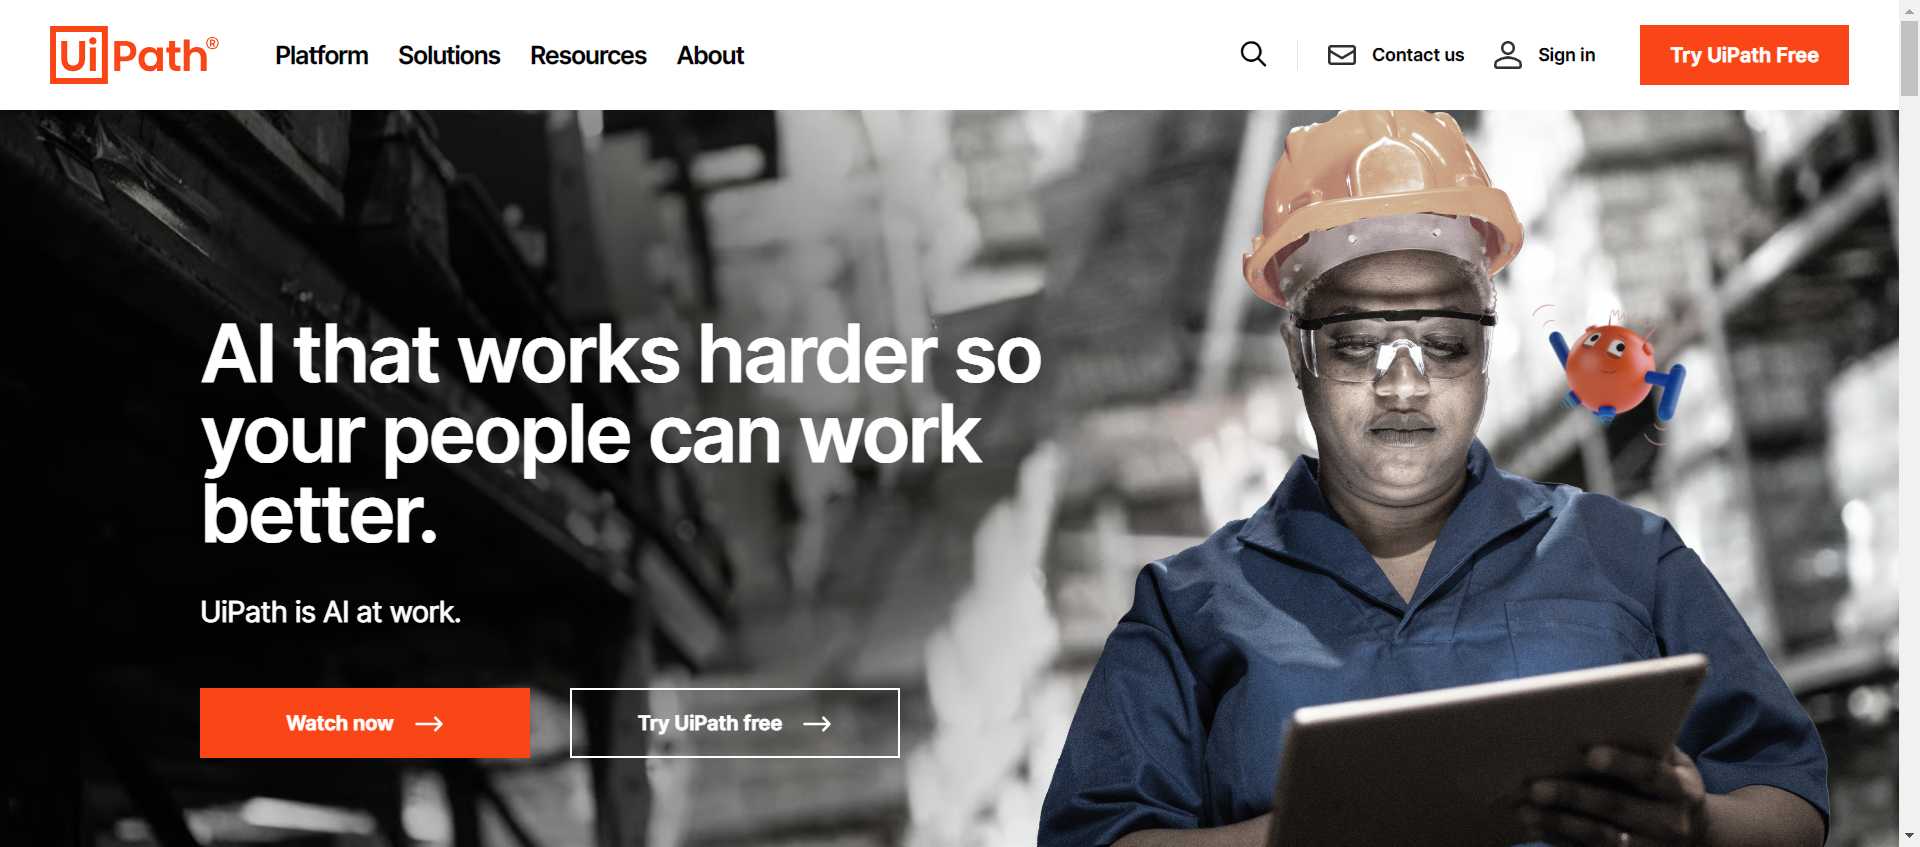 UiPath®
Platform
Solutions
Resources
About
Contact us
Sign in
Try UiPath Free
AI that works harder so
your people can work
better.
UiPath is AI at work.
Watch now
Try UiPath free